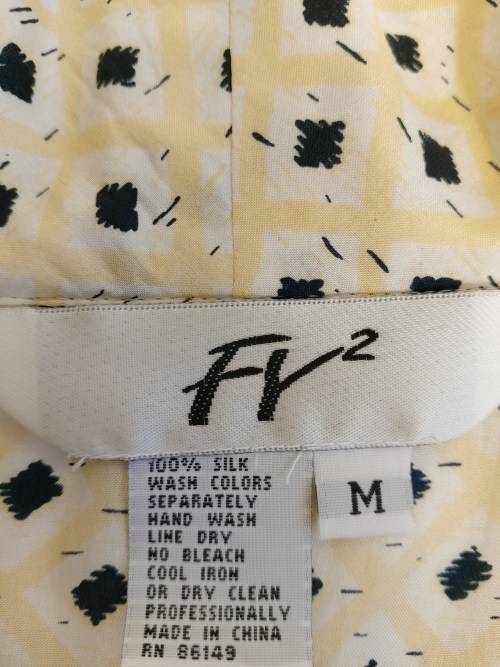 FV²
100% SILK
WASH COLORS
SEPARATELY
HAND WASH
LINE DRY
NO BLEACH
COOL IRON
OR DRY CLEAN
PROFESSIONALLY
MADE IN CHINA
RN 86149
M